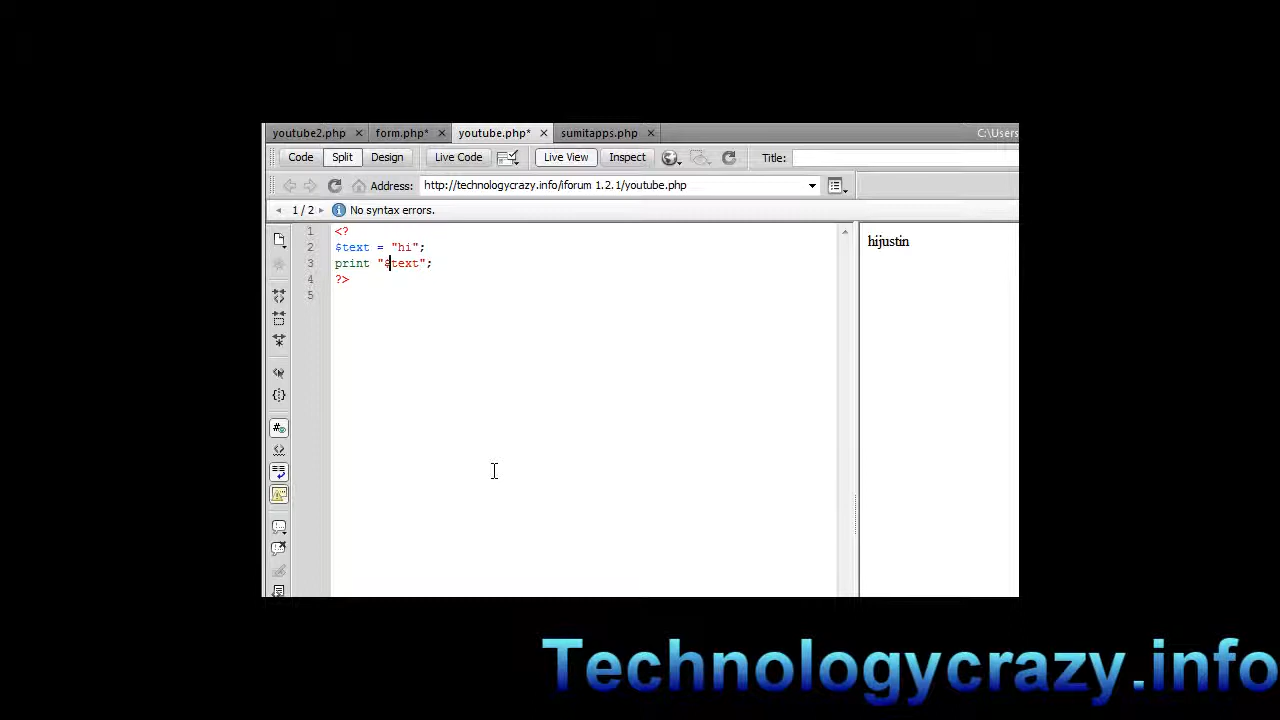 youtube2.php form.php* youtube.php* sumitapps.php C:\Users
Code Split Design Live Code Live View Inspect Title:
Address: http://technologycrazy.info/iforum 1.2.1/youtube.php
1 / 2 No syntax errors.
1 <?
2 $text = "hi";
3 print "$text";
4 ?>
5
hijustin
Technologycrazy.info